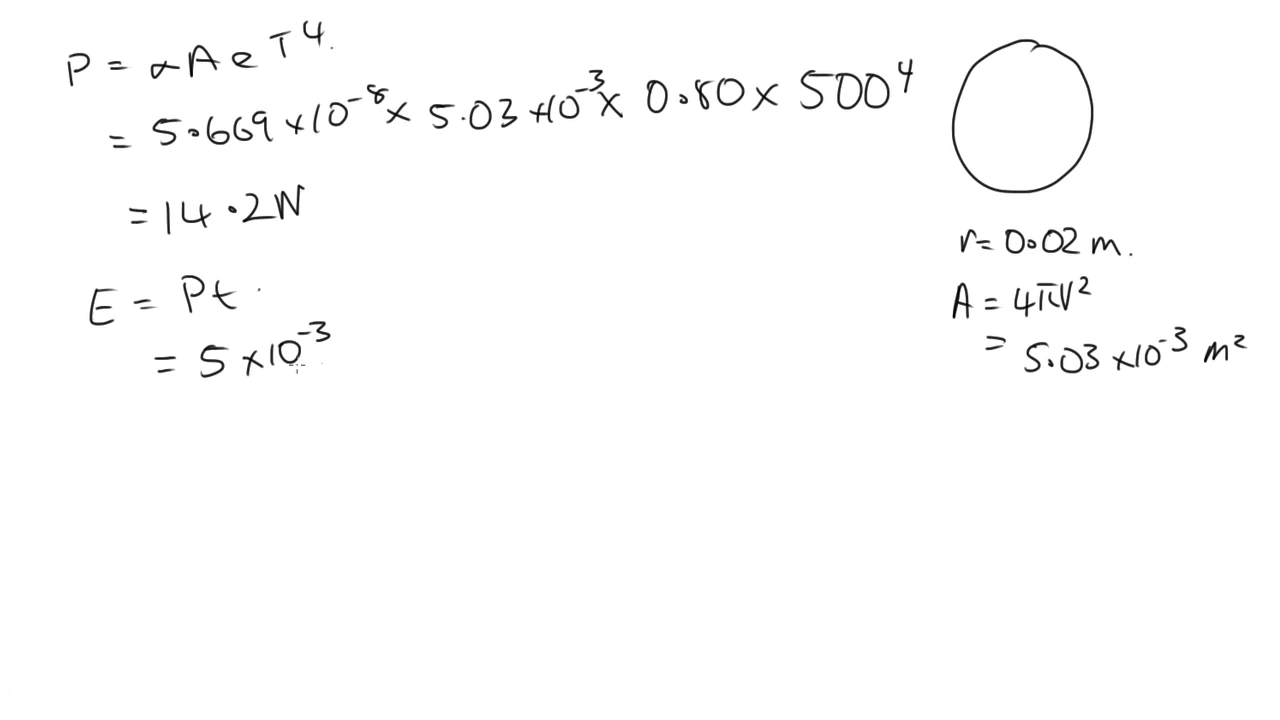 P = αAeT⁴.
= 5.669×10⁻⁸ × 5.03×10⁻³ × 0.80 × 500⁴
= 14.2W
E = Pt.
= 5×10⁻³
r = 0.02 m.
A = 4πr²
= 5.03×10⁻³ m²